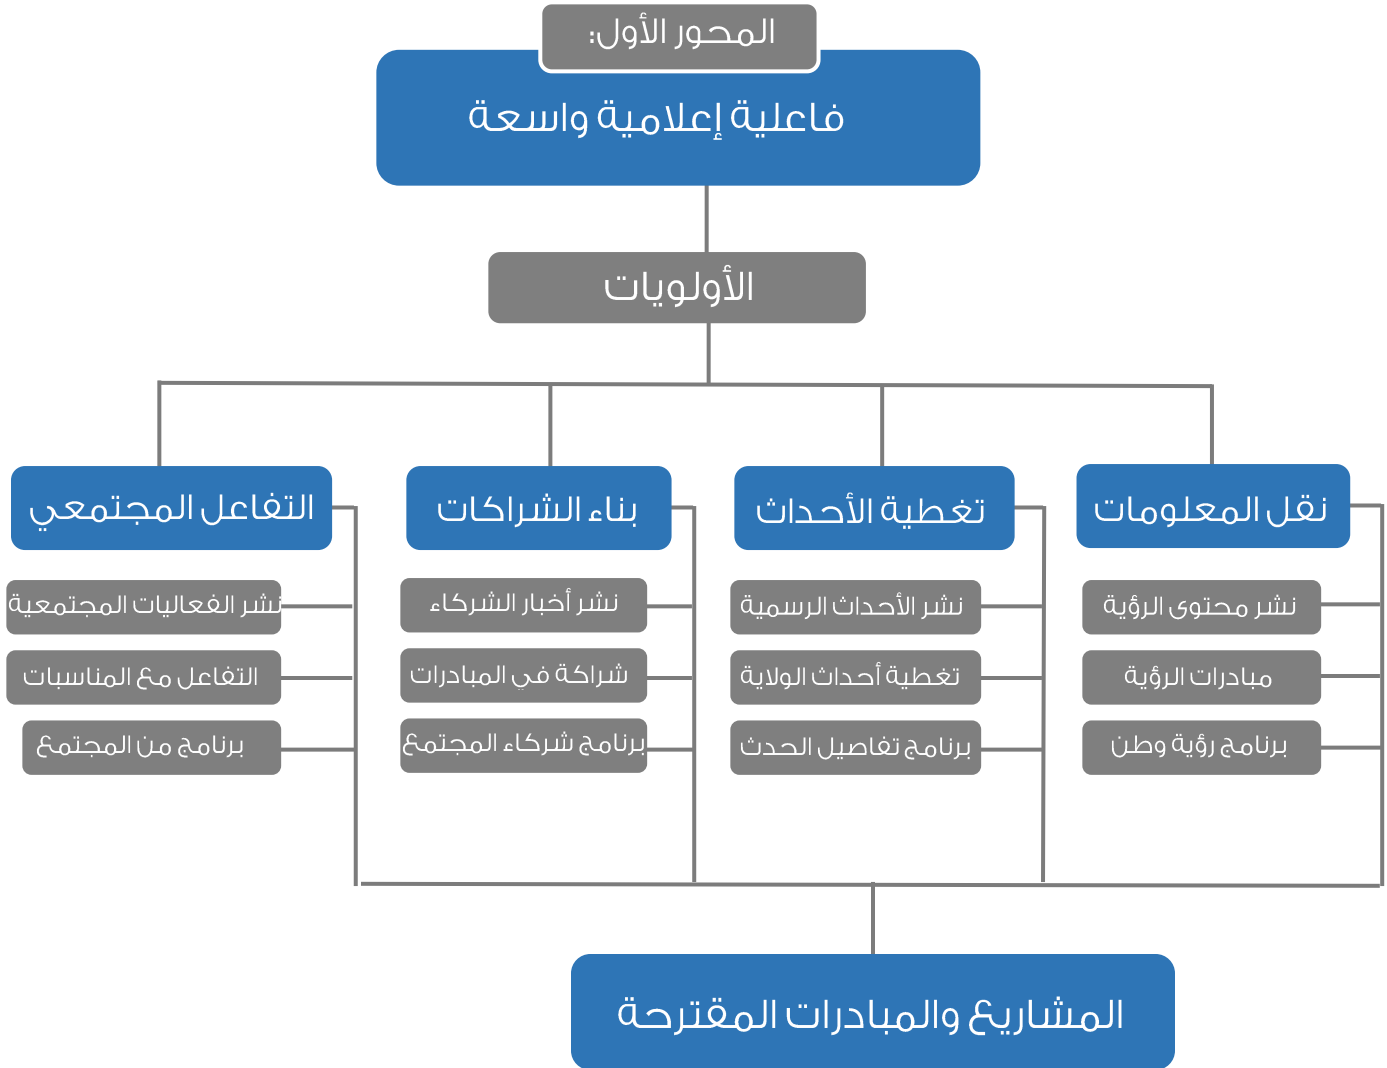 المحور الأول:
فاعلية إعلامية واسعة
الأولويات
نقل المعلومات
نشر محتوى الرؤية
مبادرات الرؤية
برنامج رؤية وطن
تغطية الأحداث
نشر الأحداث الرسمية
تغطية أحداث الولاية
برنامج تفاصيل الحدث
بناء الشراكات
نشر أخبار الشركاء
شراكة في المبادرات
برنامج شركاء المجتمع
التفاعل المجتمعي
نشر الفعاليات المجتمعية
التفاعل مع المناسبات
برنامج من المجتمع
المشاريع والمبادرات المقترحة